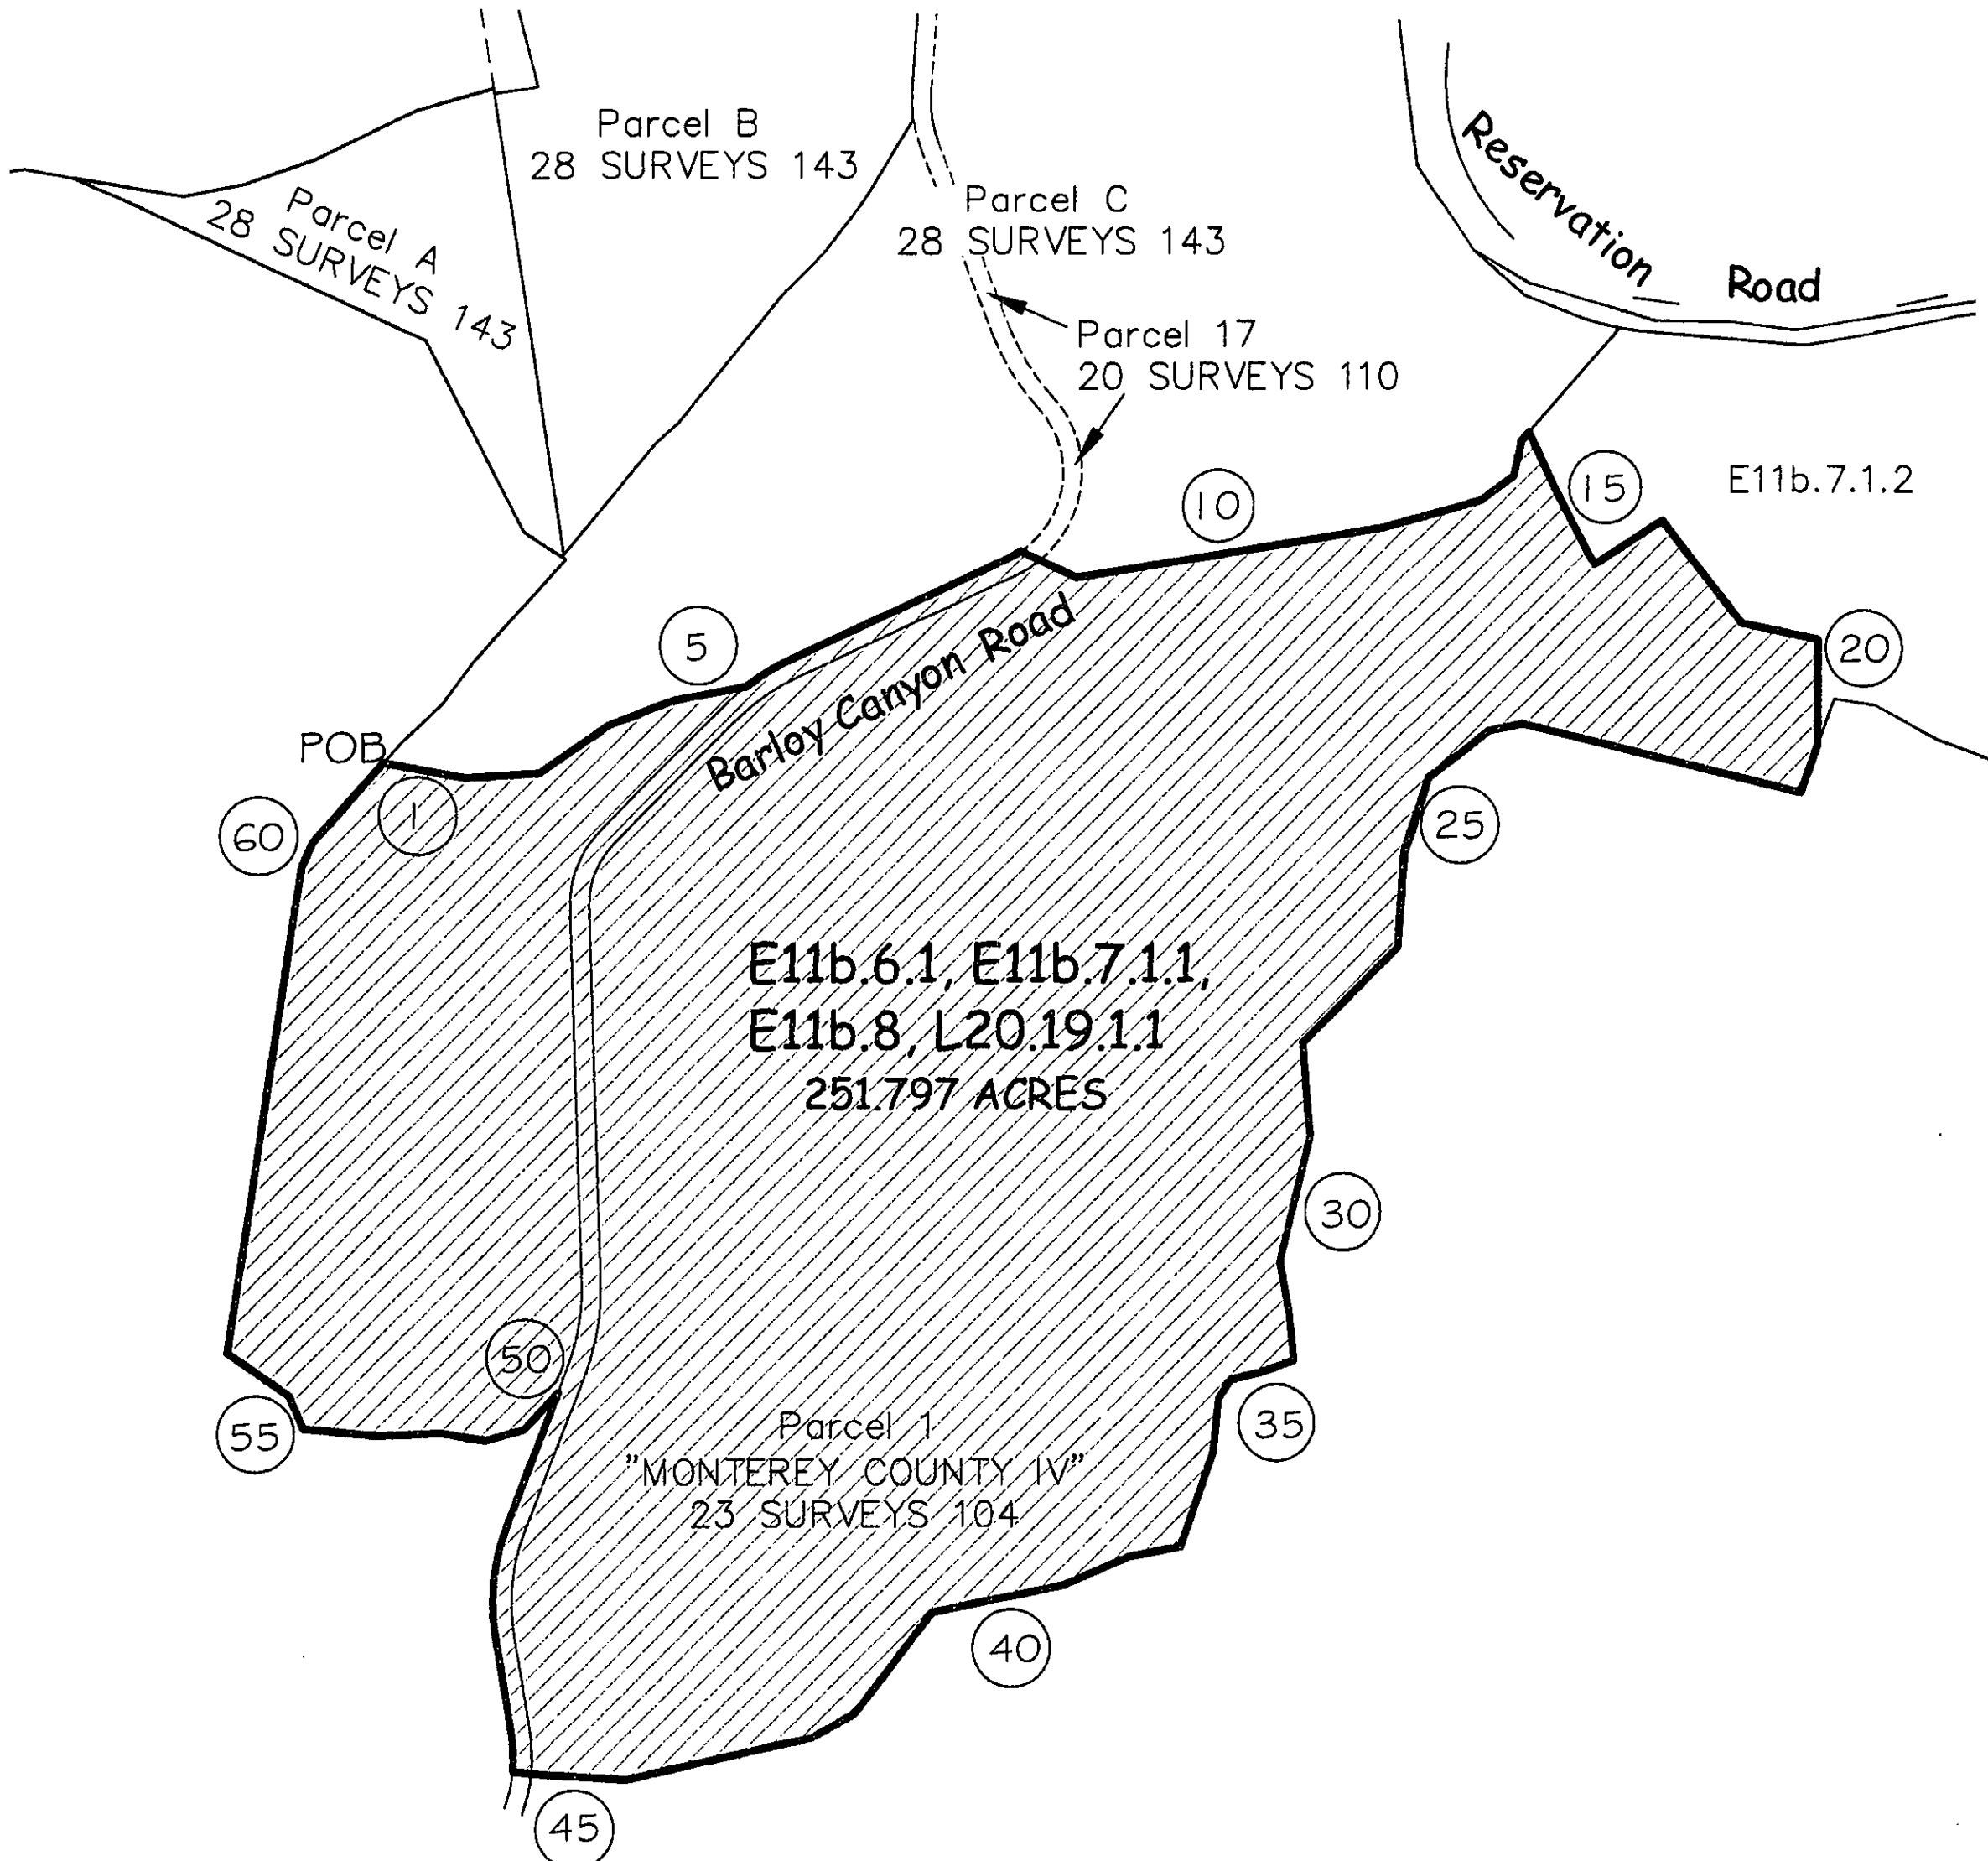 Parcel B
28 SURVEYS 143
Parcel A
28 SURVEYS 143
Parcel C
28 SURVEYS 143
Reservation Road
Parcel 17
20 SURVEYS 110
E11b.7.1.2
15
10
5
20
POB
1
60
25
Barloy Canyon Road
E11b.6.1, E11b.7.1.1,
E11b.8, L20.19.1.1
251.797 ACRES
30
50
55
35
Parcel 1
"MONTEREY COUNTY IV"
23 SURVEYS 104
40
45